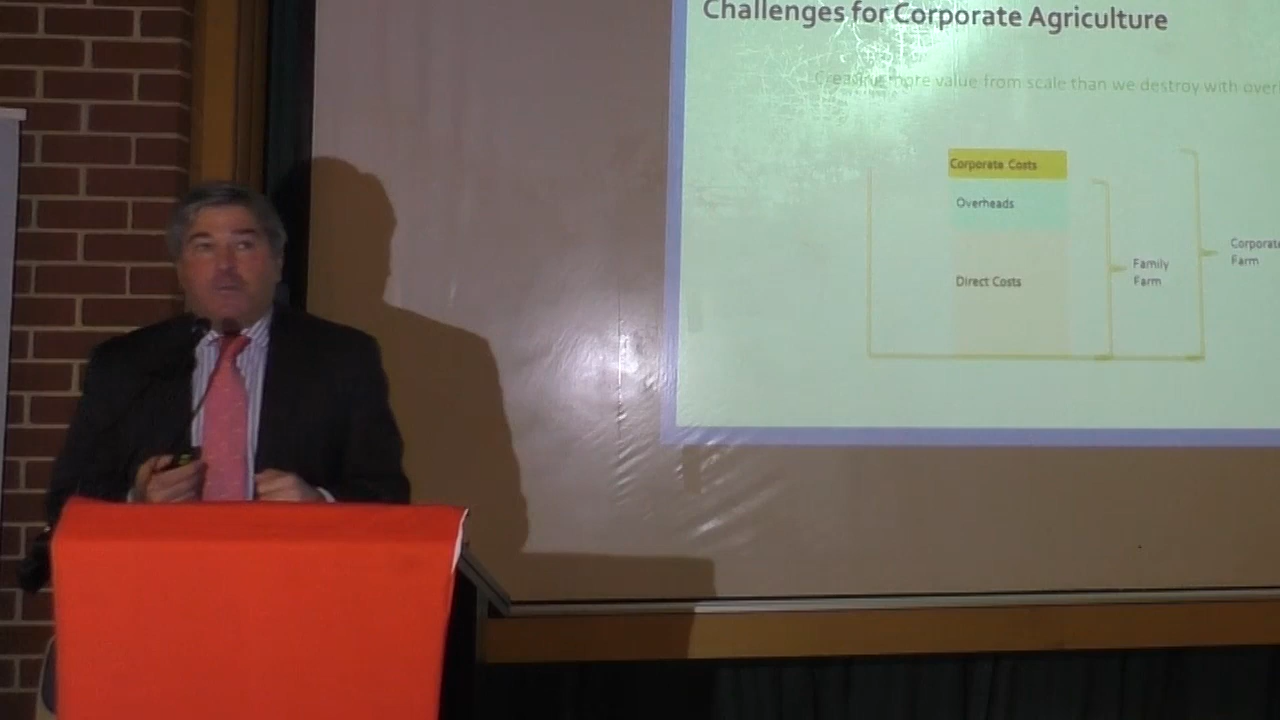 Challenges for Corporate Agriculture
Creating more value from scale than we destroy with over
Corporate Costs
Overheads
Direct Costs
Family
Farm
Corporate
Farm